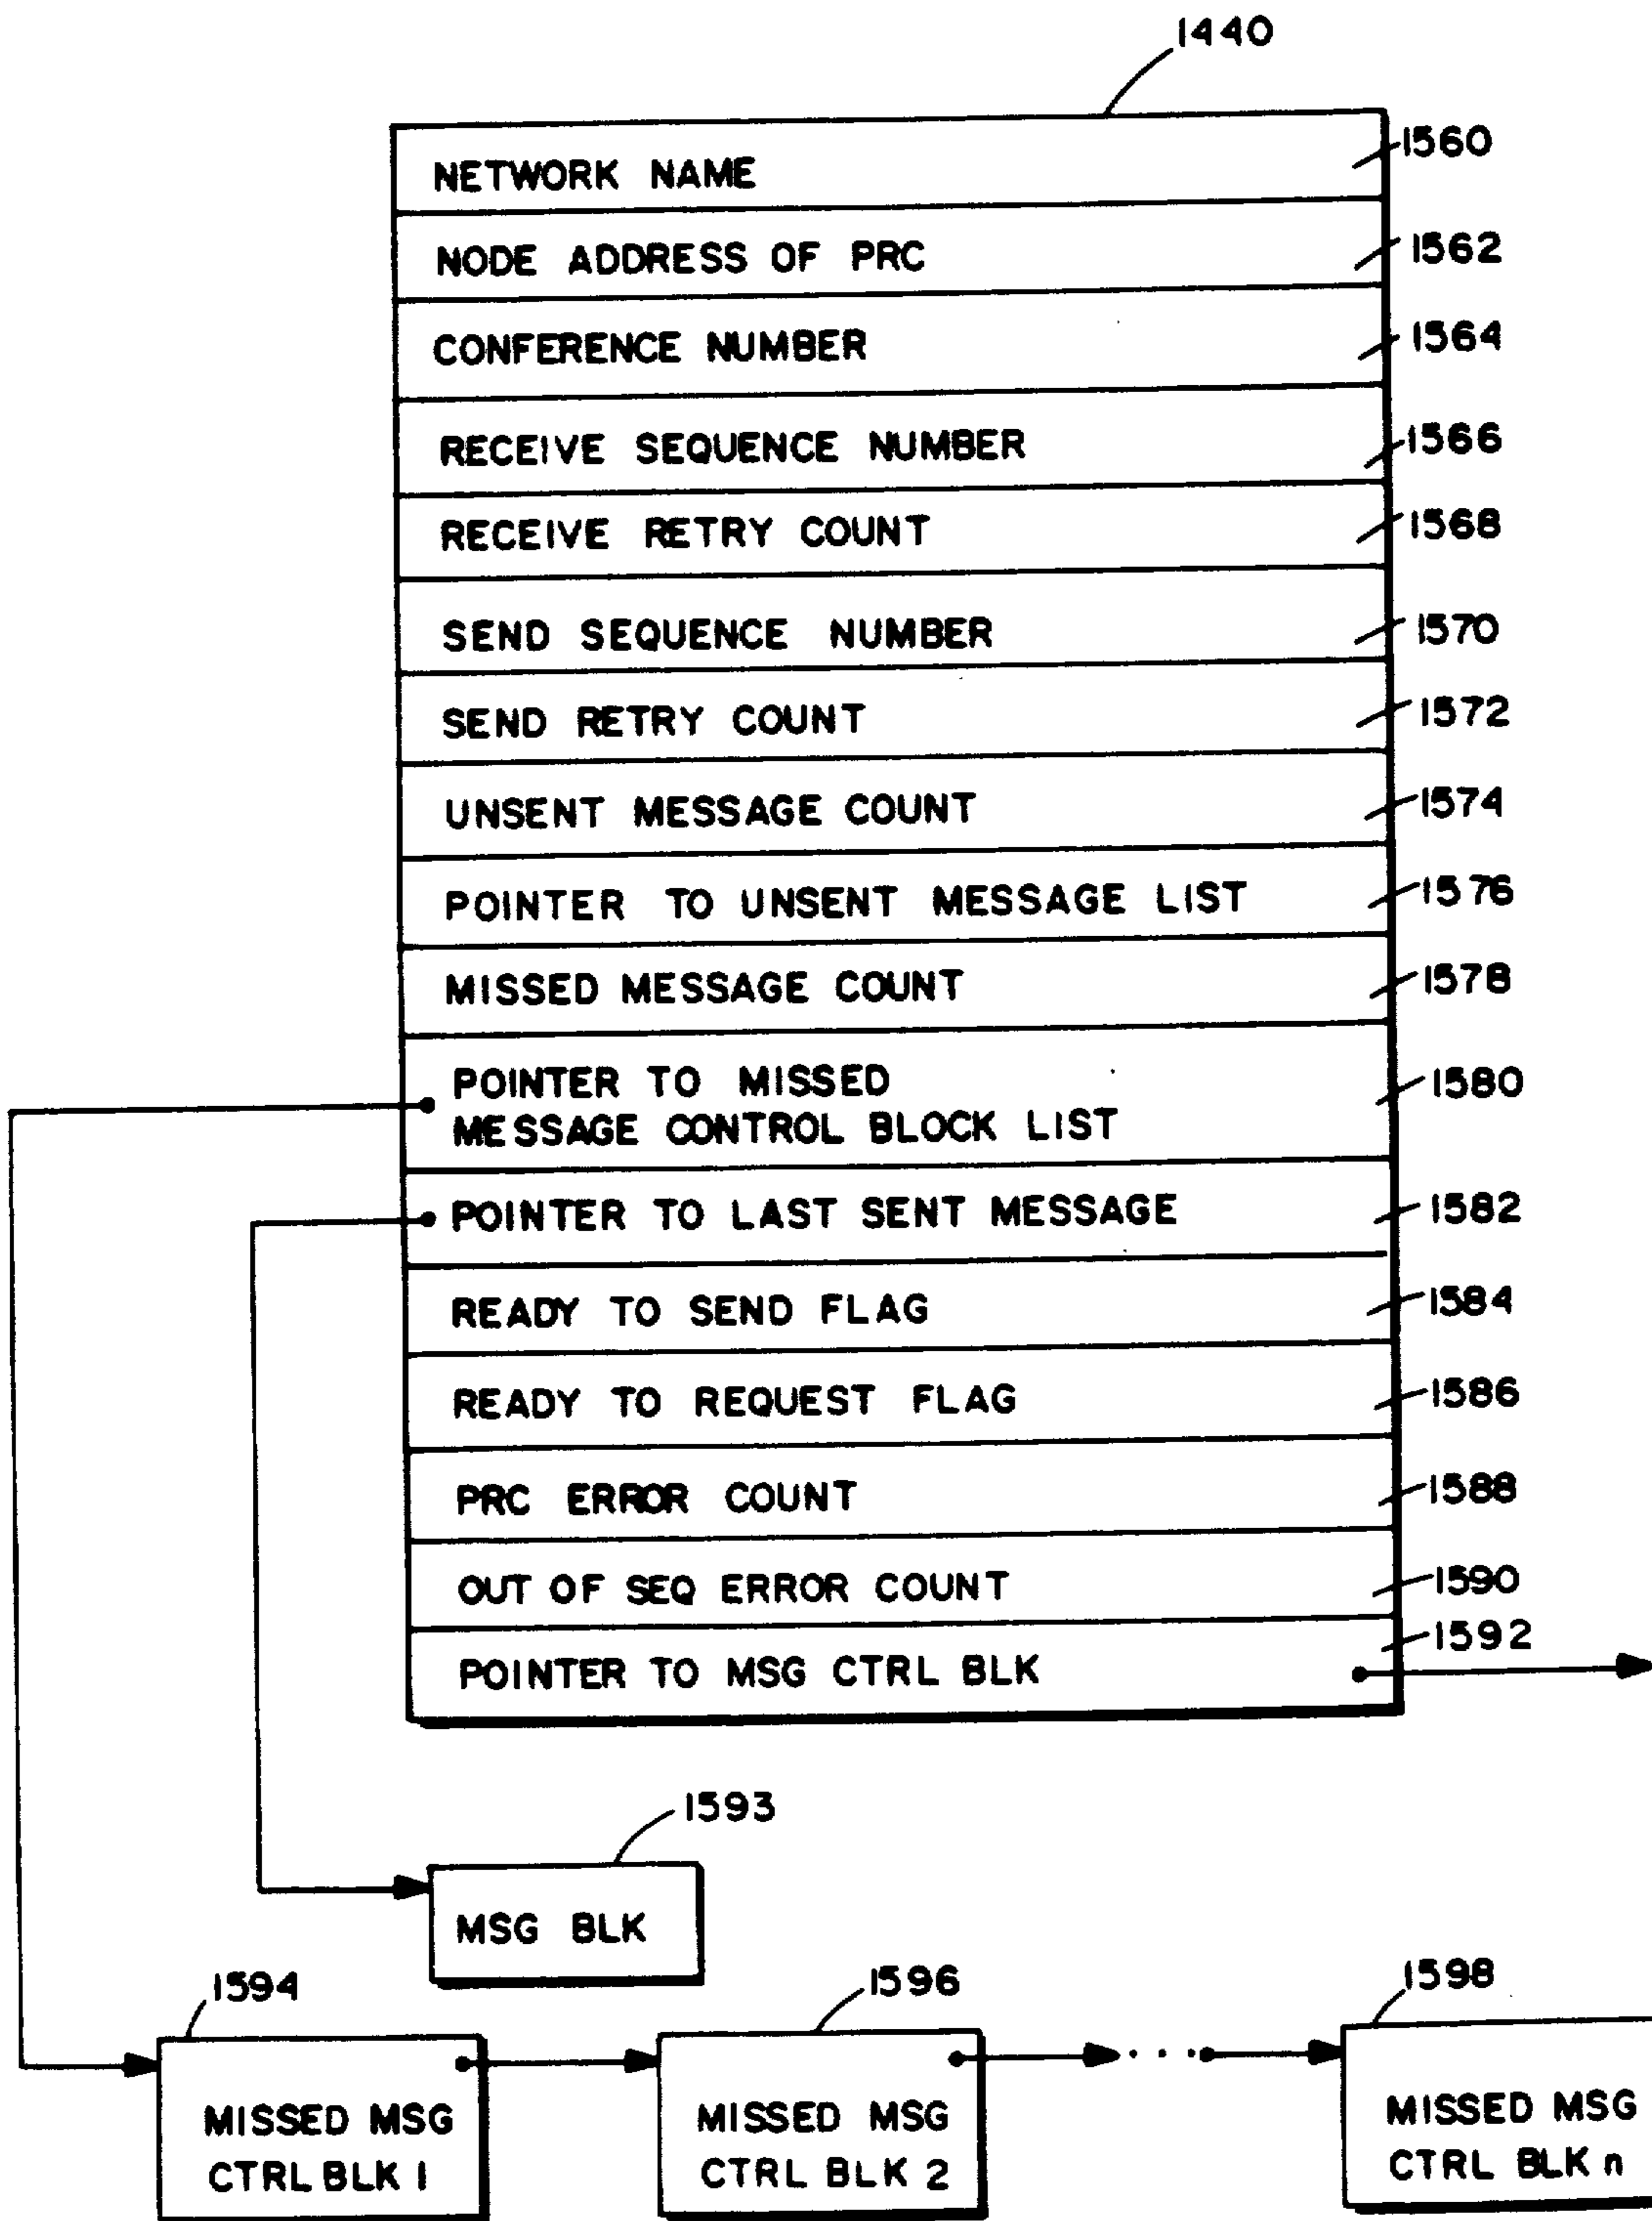 1440
NETWORK NAME 1560
NODE ADDRESS OF PRC 1562
CONFERENCE NUMBER 1564
RECEIVE SEQUENCE NUMBER 1566
RECEIVE RETRY COUNT 1568
SEND SEQUENCE NUMBER 1570
SEND RETRY COUNT 1572
UNSENT MESSAGE COUNT 1574
POINTER TO UNSENT MESSAGE LIST 1576
MISSED MESSAGE COUNT 1578
POINTER TO MISSED 1580
MESSAGE CONTROL BLOCK LIST
POINTER TO LAST SENT MESSAGE 1582
READY TO SEND FLAG 1584
READY TO REQUEST FLAG 1586
PRC ERROR COUNT 1588
OUT OF SEQ ERROR COUNT 1590
POINTER TO MSG CTRL BLK 1592
1593
MSG BLK
1594
MISSED MSG
CTRL BLK 1
1596
MISSED MSG
CTRL BLK 2
1598
MISSED MSG
CTRL BLK n